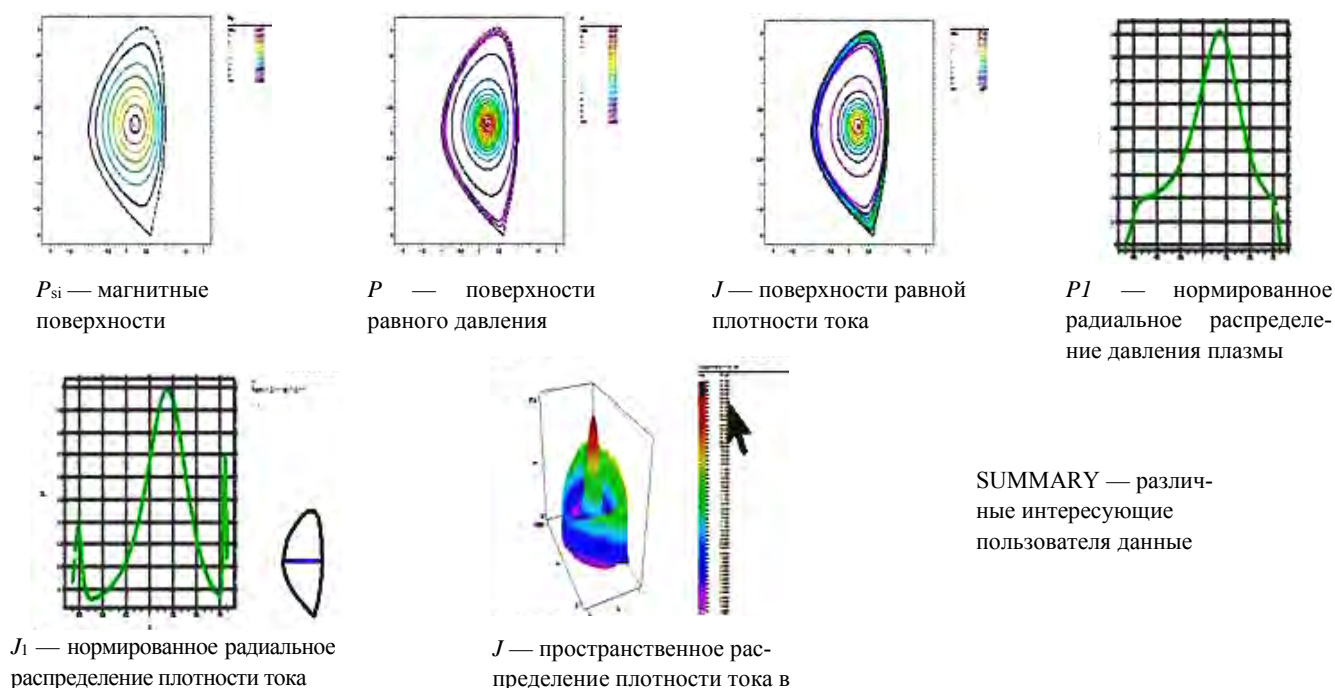 Psi — магнитные
поверхности
P — поверхности
равного давления
J — поверхности равной
плотности тока
P1 — нормированное
радиальное распределе-
ние давления плазмы
J1 — нормированное радиальное
распределение плотности тока
J — пространственное рас-
пределение плотности тока в
SUMMARY — различ-
ные интересующие
пользователя данные